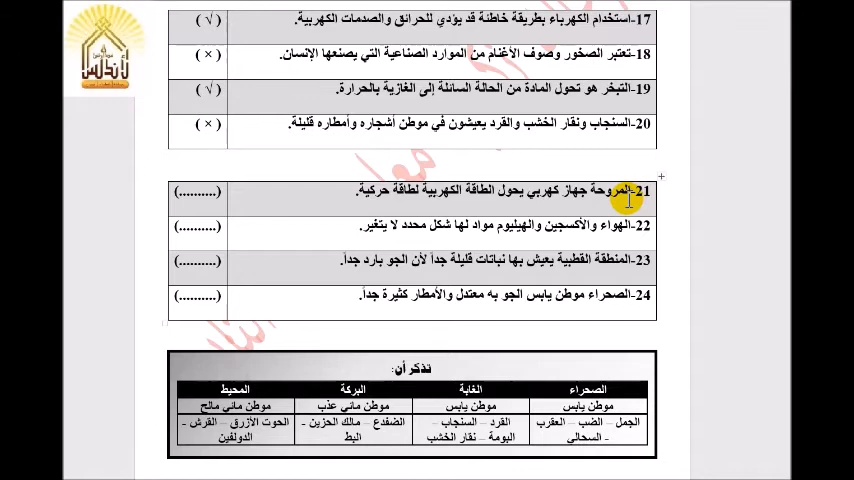 17-استخدام الكهرباء بطريقة خاطئة قد يؤدي للحرائق والصدمات الكهربية. ( √ )
18-تعتبر الصخور وصوف الأغنام من الموارد الصناعية التي يصنعها الإنسان. ( × )
19-التبخر هو تحول المادة من الحالة السائلة إلى الغازية بالحرارة. ( √ )
20-السنجاب ونقار الخشب والقرد يعيشون في موطن أشجاره وأمطاره قليلة. ( × )
21-المروحة جهاز كهربي يحول الطاقة الكهربية لطاقة حركية. (..........)
22-الهواء والأكسجين والهيليوم مواد لها شكل محدد لا يتغير. (..........)
23-المنطقة القطبية يعيش بها نباتات قليلة جداً لأن الجو بارد جداً. (..........)
24-الصحراء موطن يابس الجو به معتدل والأمطار كثيرة جداً. (..........)
تذكر أن:
الصحراء الغابة البركة المحيط
موطن يابس موطن يابس موطن مائي عذب موطن مائي مالح
الجمل – الضب – العقرب القرد – السنجاب – الضفدع – مالك الحزين - الحوت الأزرق – القرش -
- السحالي البومة – نقار الخشب البط الدولفين
الأندلس